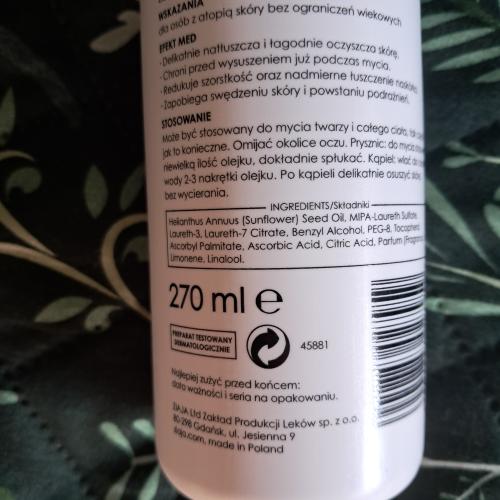 WSKAZANIA
dla osób z atopią skóry bez ograniczeń wiekowych
EFEKT MED
• Delikatnie natłuszcza i łagodnie oczyszcza skórę.
• Chroni przed wysuszeniem już podczas mycia.
• Redukuje szorstkość oraz nadmierne łuszczenie naskórka
• Zapobiega swędzeniu skóry i powstaniu podrażnień.
STOSOWANIE
Może być stosowany do mycia twarzy i całego ciała, tak
jak to konieczne. Omijać okolice oczu. Prysznic: do mycia
niewielką ilość olejku, dokładnie spłukać. Kąpiel: wlać do
wody 2-3 nakrętki olejku. Po kąpieli delikatnie osuszyć
bez wycierania.
INGREDIENTS/Składniki
Helianthus Annuus (Sunflower) Seed Oil, MIPA-Laureth Sulfate,
Laureth-3, Laureth-7 Citrate, Benzyl Alcohol, PEG-8, Tocopherol,
Ascorbyl Palmitate, Ascorbic Acid, Citric Acid, Parfum (Fragrance)
Limonene, Linalool.
270 ml ℮
PREPARAT TESTOWANY
DERMATOLOGICZNIE
45881
Najlepiej zużyć przed końcem:
data ważności i seria na opakowaniu.
ZIAJA Ltd Zakład Produkcji Leków sp. z o.o.
80-298 Gdańsk, ul. Jesienna 9
ziaja.com, made in Poland